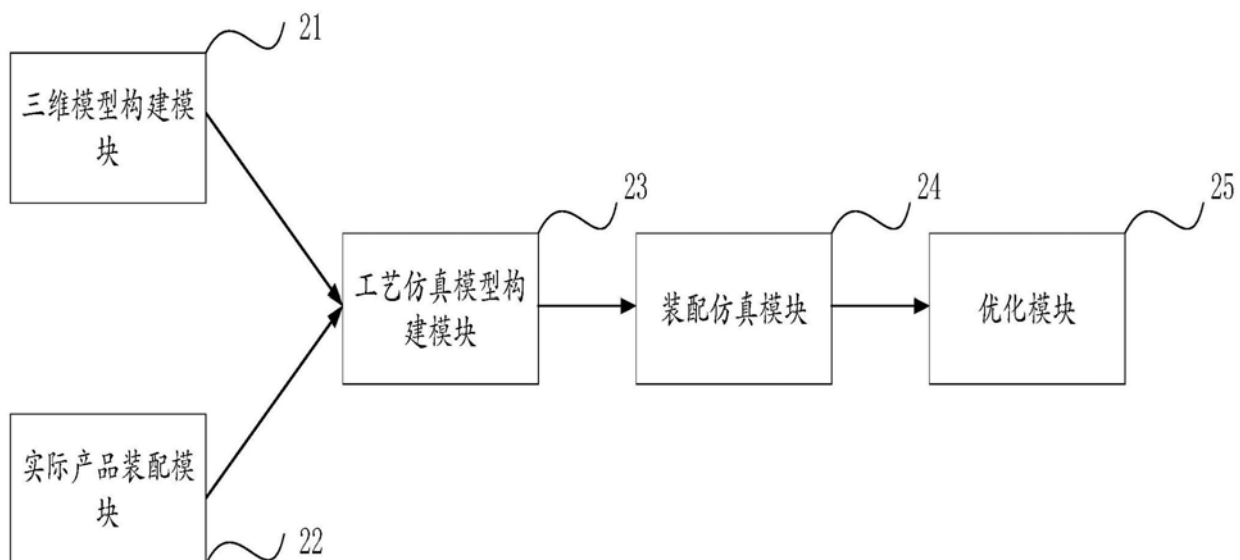 21
三维模型构建模
块
23
24
25
工艺仿真模型构
建模块
装配仿真模块
优化模块
实际产品装配模
块
22